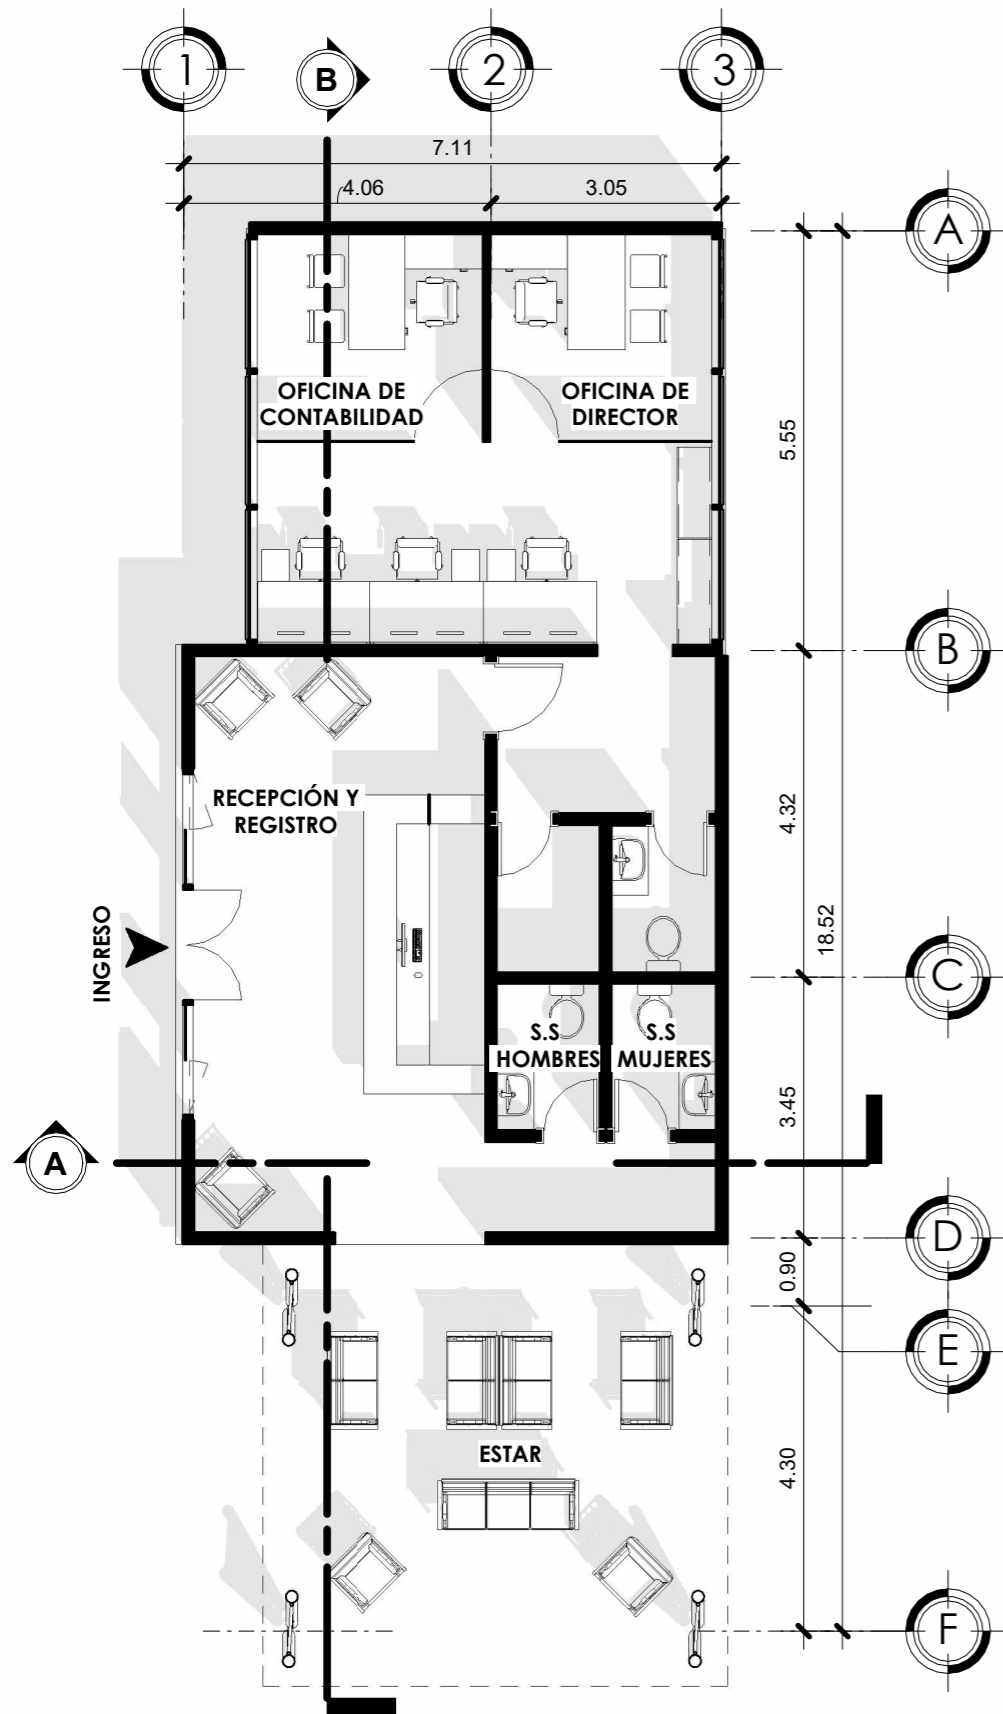 1
B
2
3
7.11
4.06
3.05
A
OFICINA DE
CONTABILIDAD
OFICINA DE
DIRECTOR
5.55
B
RECEPCIÓN Y
REGISTRO
4.32
18.52
INGRESO
C
S.S
HOMBRES
S.S
MUJERES
3.45
A
D
0.90
E
ESTAR
4.30
F